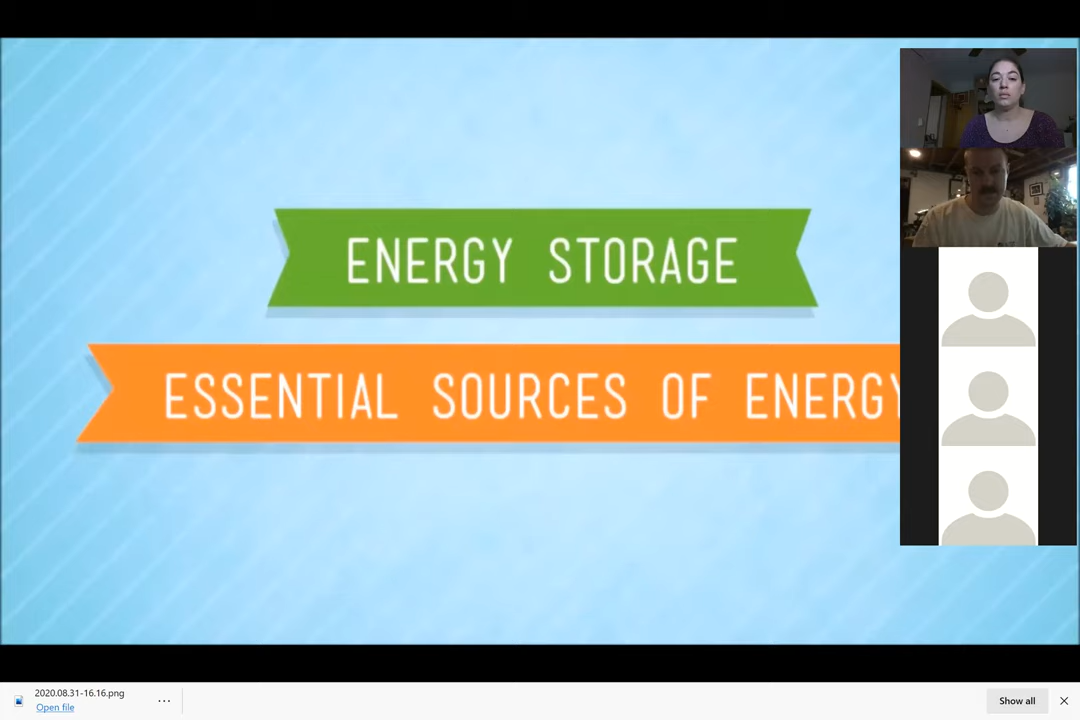 ENERGY STORAGE
ESSENTIAL SOURCES OF ENERGY
2020.08.31-16.16.png
Open file
...
Show all